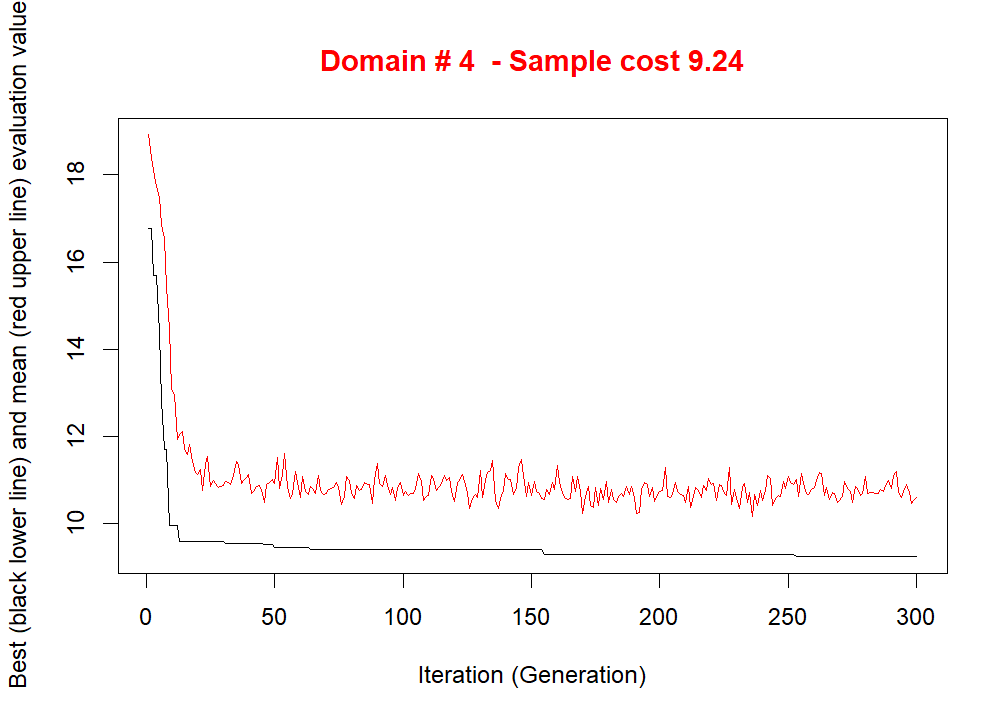 Domain # 4  - Sample cost 9.24
Best (black lower line) and mean (red upper line) evaluation value
18
16
14
12
10
0 50 100 150 200 250 300
Iteration (Generation)